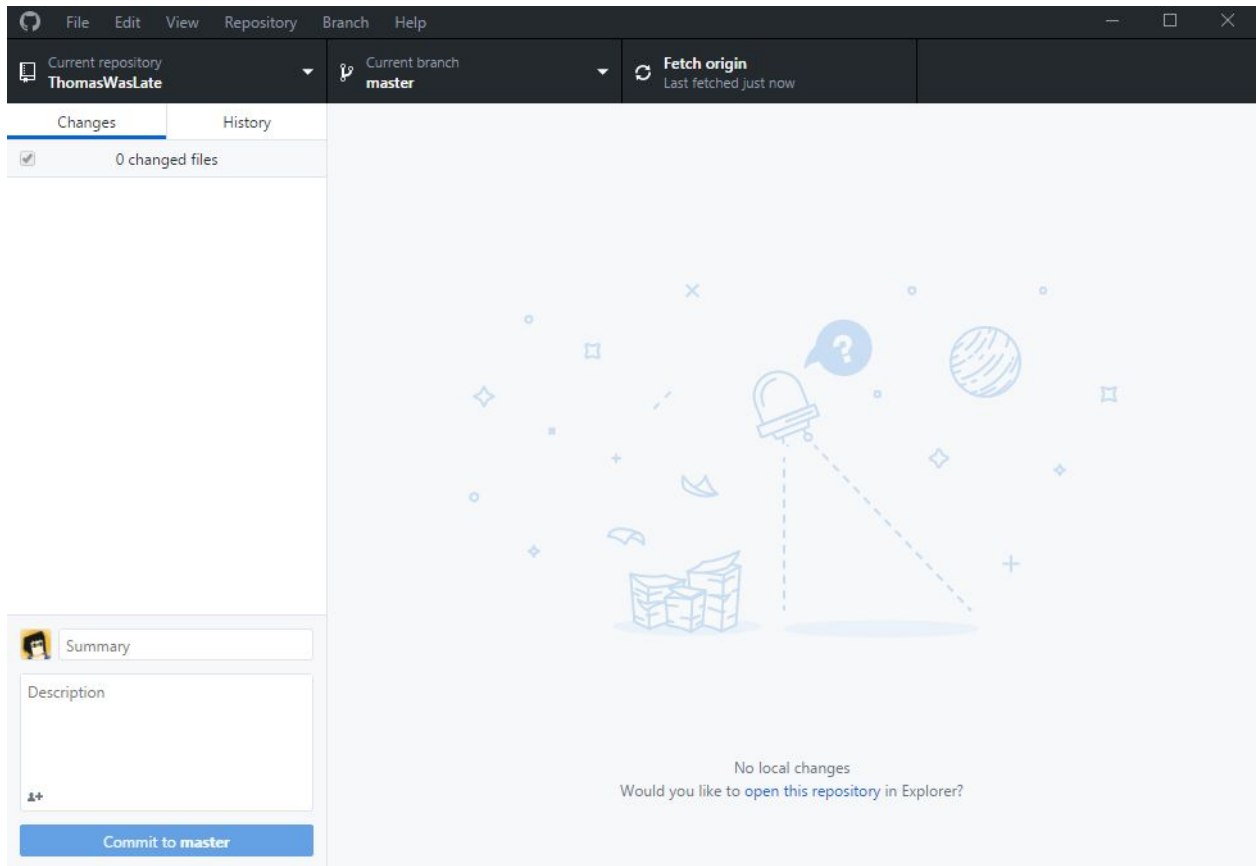 File Edit View Repository Branch Help
Current repository
ThomasWasLate
Current branch
master
Fetch origin
Last fetched just now
Changes History
0 changed files
?
Summary
Description
Commit to master
No local changes
Would you like to open this repository in Explorer?